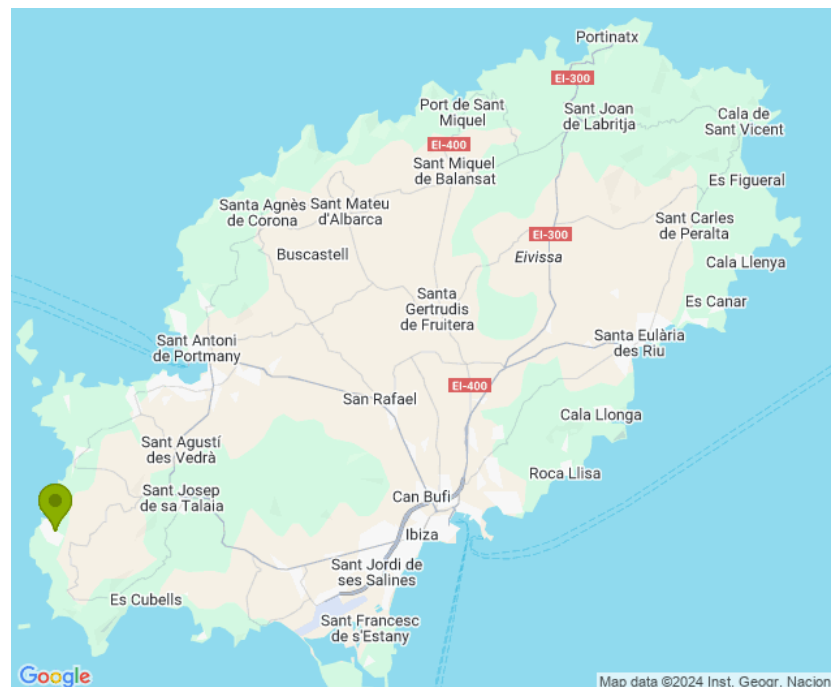 Portinatx
EI-300
Port de Sant
Miquel
Sant Joan
de Labritja
Cala de
Sant Vicent
EI-400
Sant Miquel
de Balansat
Es Figueral
Santa Agnès
de Corona
Sant Mateu
d'Albarca
Sant Carles
de Peralta
EI-300
Buscastell
Eivissa
Cala Llenya
Santa
Gertrudis
de Fruitera
Es Canar
Sant Antoni
de Portmany
Santa Eulària
des Riu
EI-400
San Rafael
Cala Llonga
Sant Agustí
des Vedrà
Roca Llisa
Sant Josep
de sa Talaia
Can Bufi
Ibiza
Sant Jordi de
ses Salines
Es Cubells
Sant Francesc
de s'Estany
Google
Map data ©2024 Inst. Geogr. Nacion